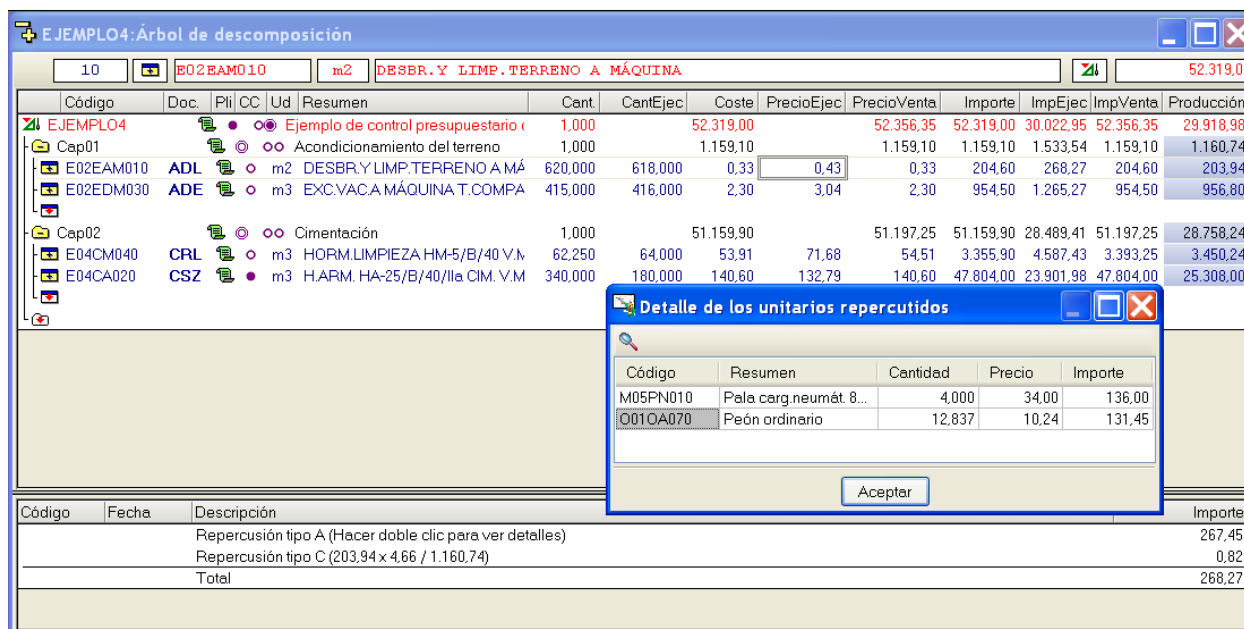 EJEMPLO4:Árbol de descomposición
10 E02EAM010 m2 DESBR.Y LIMP.TERRENO A MÁQUINA 52.319,0
Código Doc. Pli CC Ud Resumen Cant. CantEjec Coste PrecioEjec PrecioVenta Importe ImpEjec ImpVenta Producción
EJEMPLO4 Ejemplo de control presupuestario 1,000 52.319,00 52.356,35 52.319,00 30.022,95 52.356,35 29.918,98
Cap01 Acondicionamiento del terreno 1,000 1.159,10 1.159,10 1.159,10 1.533,54 1.159,10 1.160,74
E02EAM010 ADL m2 DESBR.Y LIMP.TERRENO A MÁ 620,000 618,000 0,33 0,43 0,33 204,60 268,27 204,60 203,94
E02EDM030 ADE m3 EXC.VAC.A MÁQUINA T.COMPA 415,000 416,000 2,30 3,04 2,30 954,50 1.265,27 954,50 956,80
Cap02 Cimentación 1,000 51.159,90 51.197,25 51.159,90 28.489,41 51.197,25 28.758,24
E04CM040 CRL m3 HORM.LIMPIEZA HM-5/B/40 V.M 62,250 64,000 53,91 71,68 54,51 3.355,90 4.587,43 3.393,25 3.450,24
E04CA020 CSZ m3 H.ARM. HA-25/B/40/IIa CIM. V.M 340,000 180,000 140,60 132,79 140,60 47.804,00 23.901,98 47.804,00 25.308,00
Detalle de los unitarios repercutidos
Código Resumen Cantidad Precio Importe
M05PN010 Pala carg.neumát. 8... 4,000 34,00 136,00
O01OA070 Peón ordinario 12,837 10,24 131,45
Aceptar
Código Fecha Descripción Importe
Repercusión tipo A (Hacer doble clic para ver detalles) 267,45
Repercusión tipo C (203,94 x 4,66 / 1.160,74) 0,82
Total 268,27